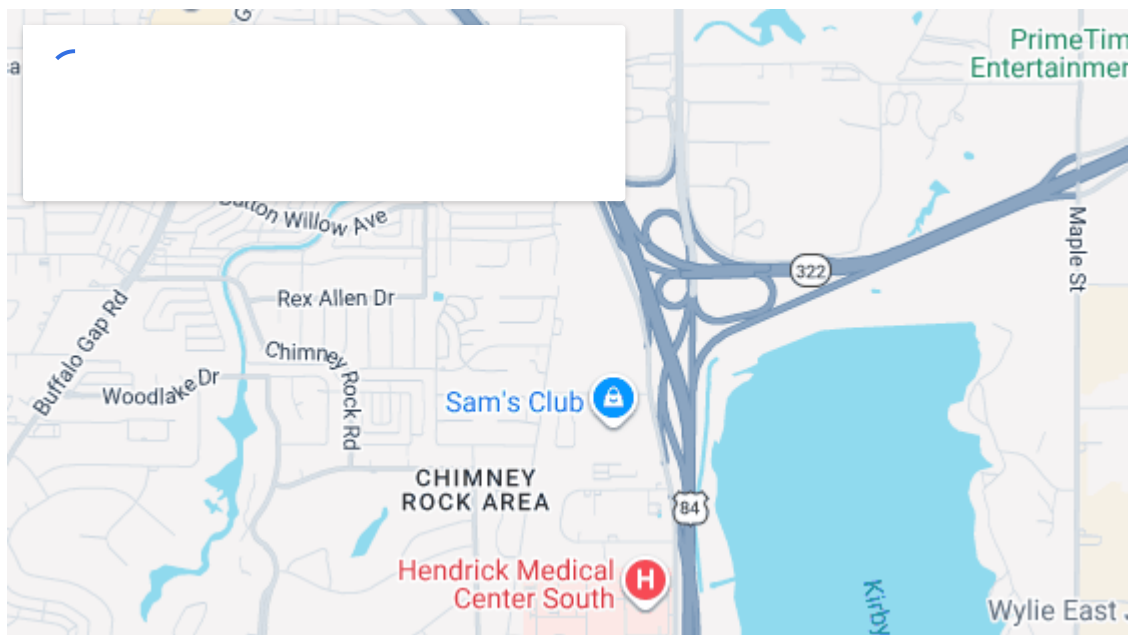 PrimeTim
Entertainmer
Button Willow Ave
Maple St
322
Rex Allen Dr
Buffalo Gap Rd
Chimney Rock Rd
Woodlake Dr
Sam's Club
CHIMNEY
ROCK AREA
84
Hendrick Medical
Center South
H
Kirby
Wylie East